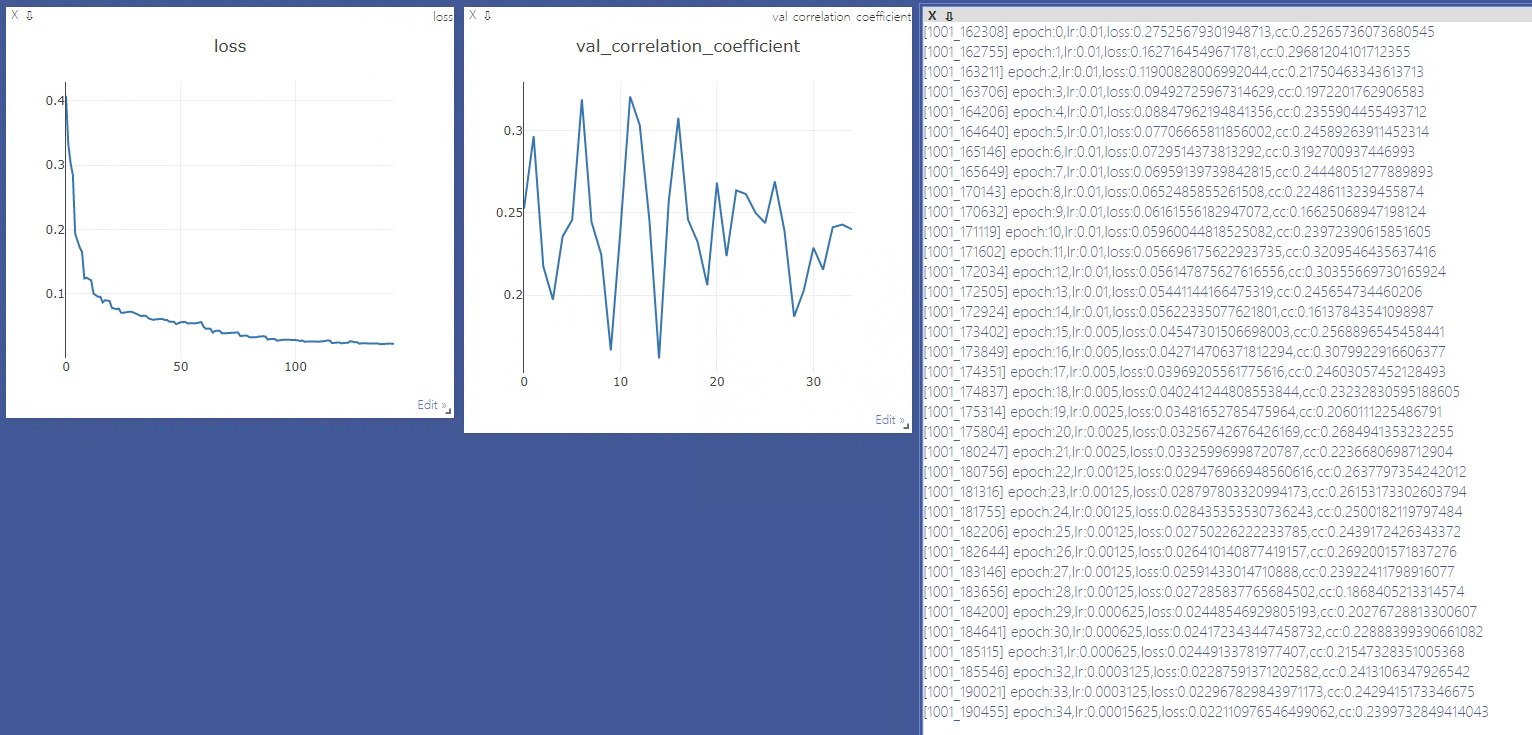 X ⇩ loss
loss
0.4
0.3
0.2
0.1
0 50 100
Edit »
X ⇩ val_correlation_coefficient
val_correlation_coefficient
0.3
0.25
0.2
0 10 20 30
Edit »
X ⇩
[1001_162308] epoch:0,lr:0.01,loss:0.27525679301948713,cc:0.25265736073680545
[1001_162755] epoch:1,lr:0.01,loss:0.1627164549671781,cc:0.29681204101712355
[1001_163211] epoch:2,lr:0.01,loss:0.11900828006992044,cc:0.21750463343613713
[1001_163706] epoch:3,lr:0.01,loss:0.09492725967314629,cc:0.1972201762906583
[1001_164206] epoch:4,lr:0.01,loss:0.08847962194841356,cc:0.2355904455493712
[1001_164640] epoch:5,lr:0.01,loss:0.07706665811856002,cc:0.24589263911452314
[1001_165146] epoch:6,lr:0.01,loss:0.0729514373813292,cc:0.3192700937446993
[1001_165649] epoch:7,lr:0.01,loss:0.06959139739842815,cc:0.24448051277889893
[1001_170143] epoch:8,lr:0.01,loss:0.0652485855261508,cc:0.22486113239455874
[1001_170632] epoch:9,lr:0.01,loss:0.06161556182947072,cc:0.16625068947198124
[1001_171119] epoch:10,lr:0.01,loss:0.05960044818525082,cc:0.23972390615851605
[1001_171602] epoch:11,lr:0.01,loss:0.056696175622923735,cc:0.3209546435637416
[1001_172034] epoch:12,lr:0.01,loss:0.056147875627616556,cc:0.30355669730165924
[1001_172505] epoch:13,lr:0.01,loss:0.05441144166475319,cc:0.245654734460206
[1001_172924] epoch:14,lr:0.01,loss:0.05622335077621801,cc:0.16137843541098987
[1001_173402] epoch:15,lr:0.005,loss:0.04547301506698003,cc:0.2568896545458441
[1001_173849] epoch:16,lr:0.005,loss:0.042714706371812294,cc:0.3079922916606377
[1001_174351] epoch:17,lr:0.005,loss:0.03969205561775616,cc:0.24603057452128493
[1001_174837] epoch:18,lr:0.005,loss:0.040241244808553844,cc:0.23232830595188605
[1001_175314] epoch:19,lr:0.0025,loss:0.03481652785475964,cc:0.2060111225486791
[1001_175804] epoch:20,lr:0.0025,loss:0.03256742676426169,cc:0.2684941353232255
[1001_180247] epoch:21,lr:0.0025,loss:0.03325996998720787,cc:0.2236680698712904
[1001_180756] epoch:22,lr:0.00125,loss:0.029476966948560616,cc:0.2637797354242012
[1001_181316] epoch:23,lr:0.00125,loss:0.028797803320994173,cc:0.26153173302603794
[1001_181755] epoch:24,lr:0.00125,loss:0.028435353530736243,cc:0.2500182119797484
[1001_182206] epoch:25,lr:0.00125,loss:0.02750226222233785,cc:0.2439172426343372
[1001_182644] epoch:26,lr:0.00125,loss:0.026410140877419157,cc:0.2692001571837276
[1001_183146] epoch:27,lr:0.00125,loss:0.02591433014710888,cc:0.23922411798916077
[1001_183656] epoch:28,lr:0.00125,loss:0.027285837765684502,cc:0.1868405213314574
[1001_184200] epoch:29,lr:0.000625,loss:0.02448546929805193,cc:0.20276728813300607
[1001_184641] epoch:30,lr:0.000625,loss:0.024172343447458732,cc:0.22888399390661082
[1001_185115] epoch:31,lr:0.000625,loss:0.02449133781977407,cc:0.21547328351005368
[1001_185546] epoch:32,lr:0.0003125,loss:0.02287591371202582,cc:0.2413106347926542
[1001_190021] epoch:33,lr:0.0003125,loss:0.022967829843971173,cc:0.2429415173346675
[1001_190455] epoch:34,lr:0.00015625,loss:0.022110976546499062,cc:0.2399732849414043